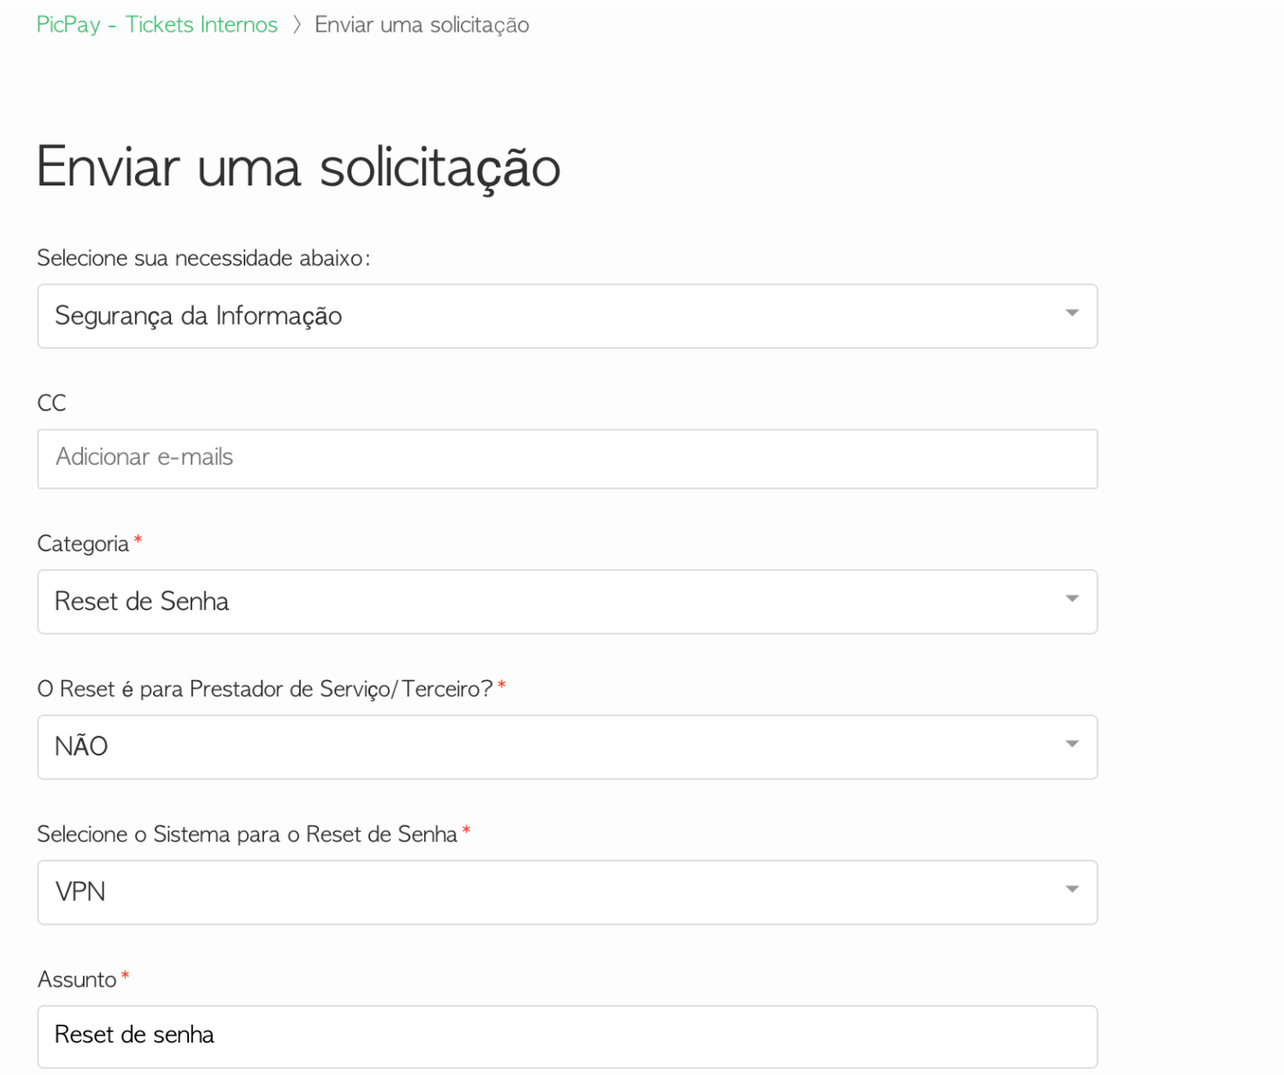 PicPay - Tickets Internos 〉 Enviar uma solicitação
Enviar uma solicitação
Selecione sua necessidade abaixo:
Segurança da Informação
CC
Adicionar e-mails
Categoria*
Reset de Senha
O Reset é para Prestador de Serviço/Terceiro?*
NÃO
Selecione o Sistema para o Reset de Senha*
VPN
Assunto*
Reset de senha